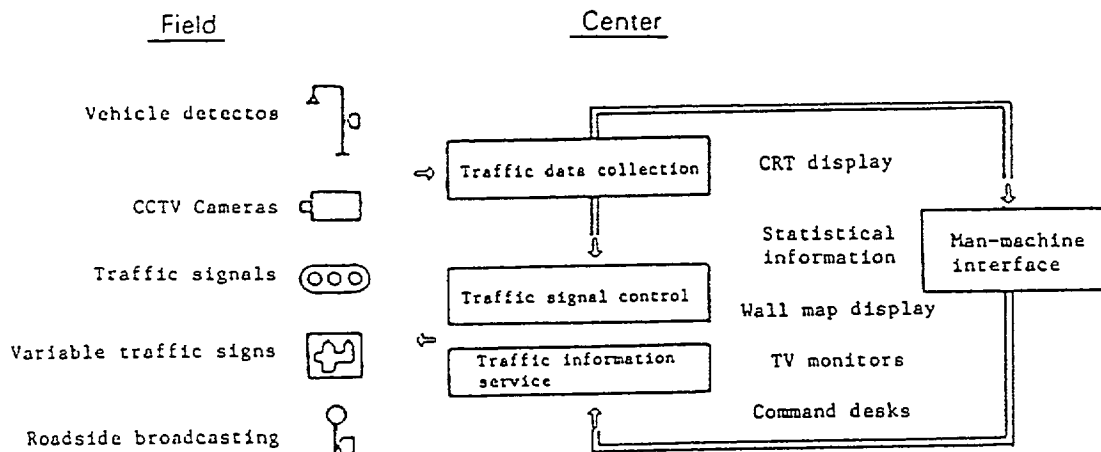 Field
Center
Vehicle detectos
CCTV Cameras
Traffic signals
Variable traffic signs
Roadside broadcasting
Traffic data collection
Traffic signal control
Traffic information
service
CRT display
Statistical
information
Wall map display
TV monitors
Command desks
Man-machine
interface